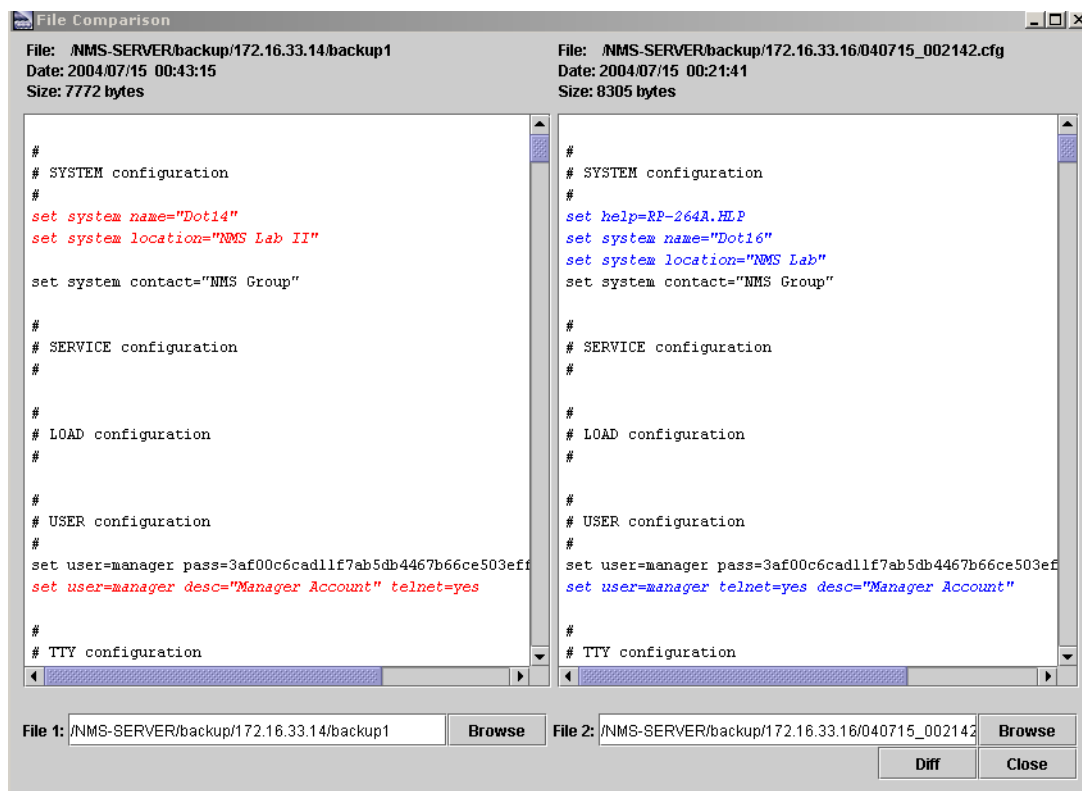 File Comparison
File: /NMS-SERVER/backup/172.16.33.14/backup1
Date: 2004/07/15 00:43:15
Size: 7772 bytes
#
# SYSTEM configuration
#
set system name="Dot14"
set system location="NMS Lab II"
set system contact="NMS Group"
#
# SERVICE configuration
#
#
# LOAD configuration
#
#
# USER configuration
#
set user=manager pass=3af00c6cad11f7ab5db4467b66ce503eff
set user=manager desc="Manager Account" telnet=yes
#
# TTY configuration
File: /NMS-SERVER/backup/172.16.33.16/040715_002142.cfg
Date: 2004/07/15 00:21:41
Size: 8305 bytes
#
# SYSTEM configuration
#
set help=RP-264A.HLP
set system name="Dot16"
set system location="NMS Lab"
set system contact="NMS Group"
#
# SERVICE configuration
#
#
# LOAD configuration
#
#
# USER configuration
#
set user=manager pass=3af00c6cad11f7ab5db4467b66ce503ef
set user=manager telnet=yes desc="Manager Account"
#
# TTY configuration
File 1: /NMS-SERVER/backup/172.16.33.14/backup1 Browse
File 2: /NMS-SERVER/backup/172.16.33.16/040715_002142 Browse
Diff Close